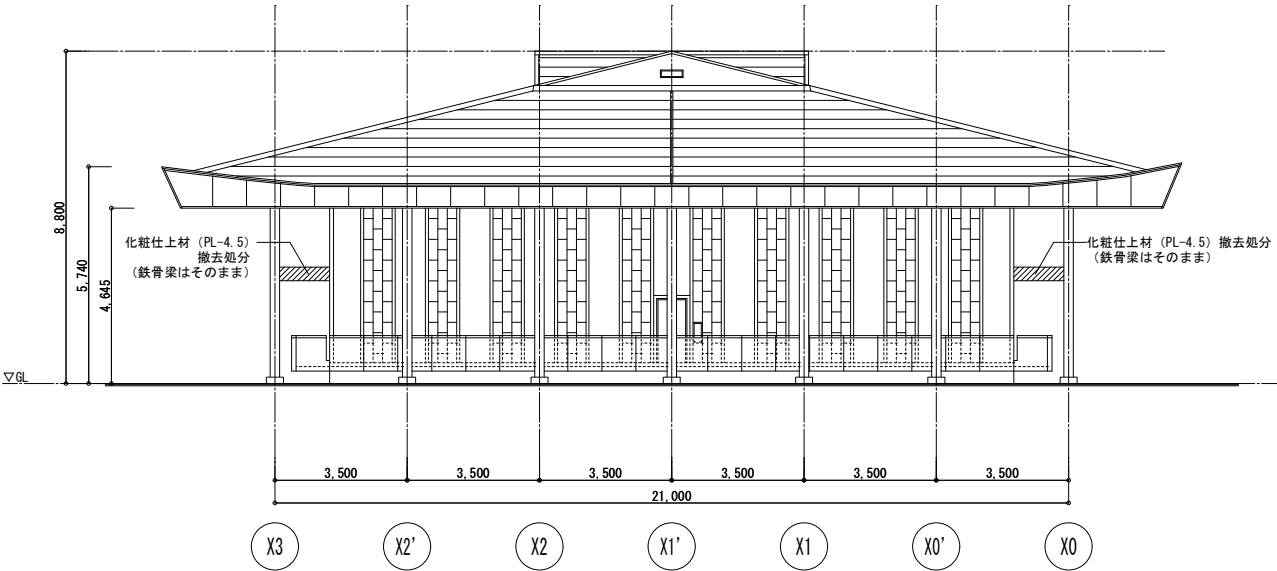 8,800
5,740
4,645
化粧仕上材（PL-4.5）
撤去処分
（鉄骨梁はそのまま）
化粧仕上材（PL-4.5）撤去処分
（鉄骨梁はそのまま）
▽GL
3,500
3,500
3,500
3,500
3,500
3,500
21,000
X3
X2'
X2
X1'
X1
X0'
X0